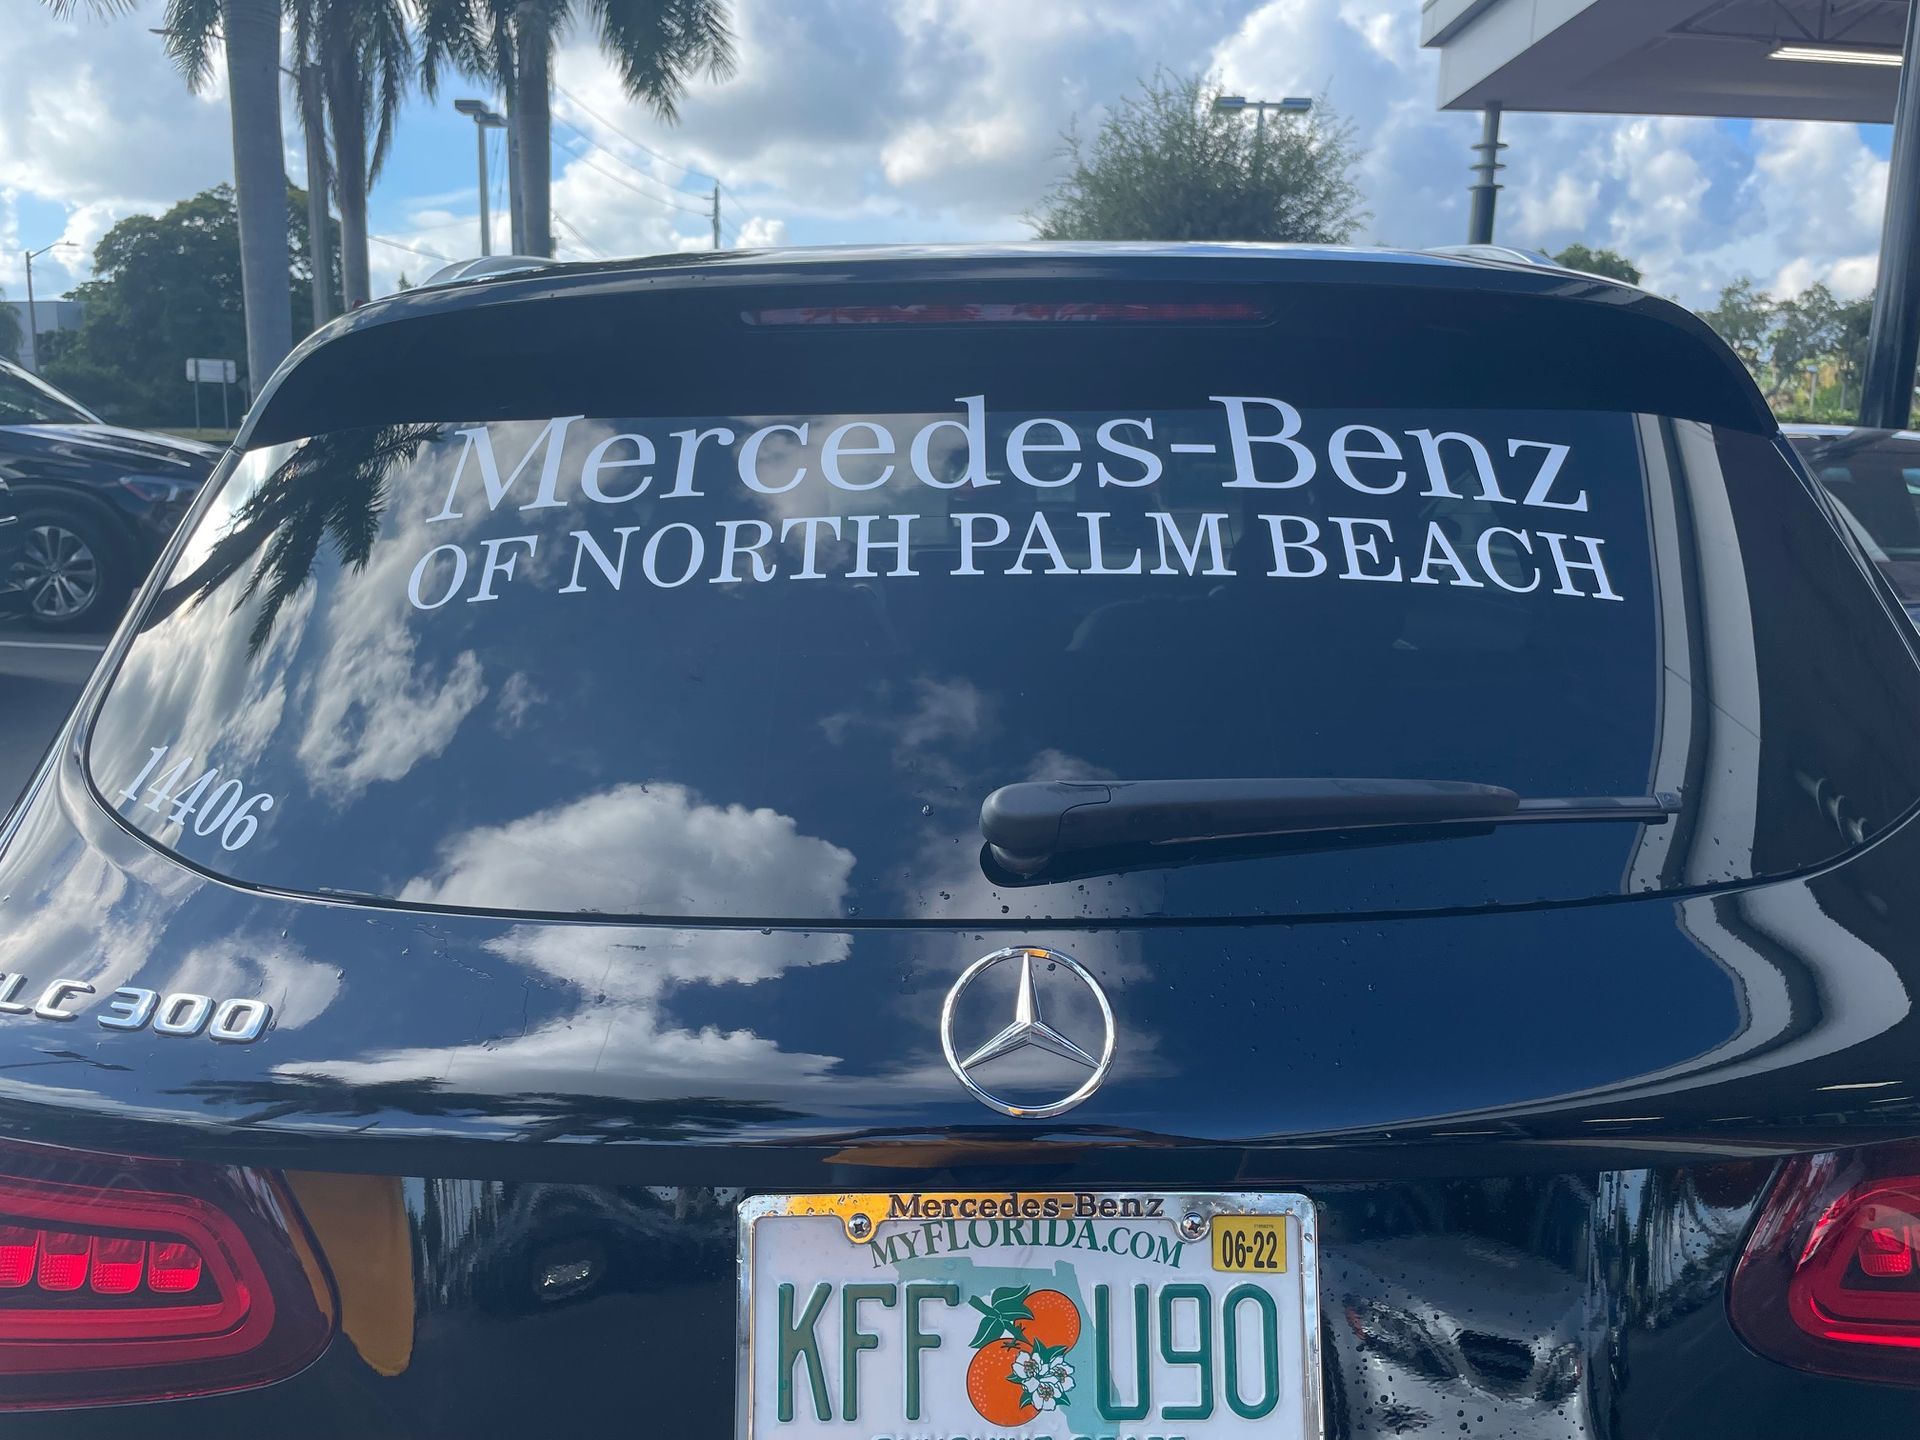 Mercedes-Benz
OF NORTH PALM BEACH
14406
LC 300
Mercedes-Benz
MYFLORIDA.COM
06-22
KFF U90